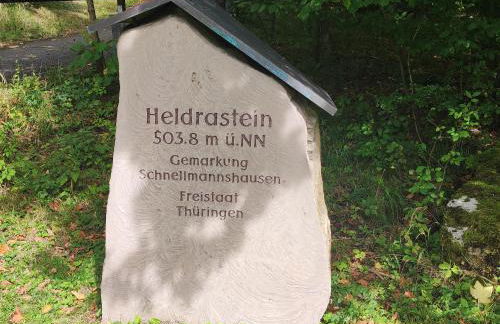 Heldrastein
503.8 m ü.NN
Gemarkung
Schnellmannshausen
Freistaat
Thüringen